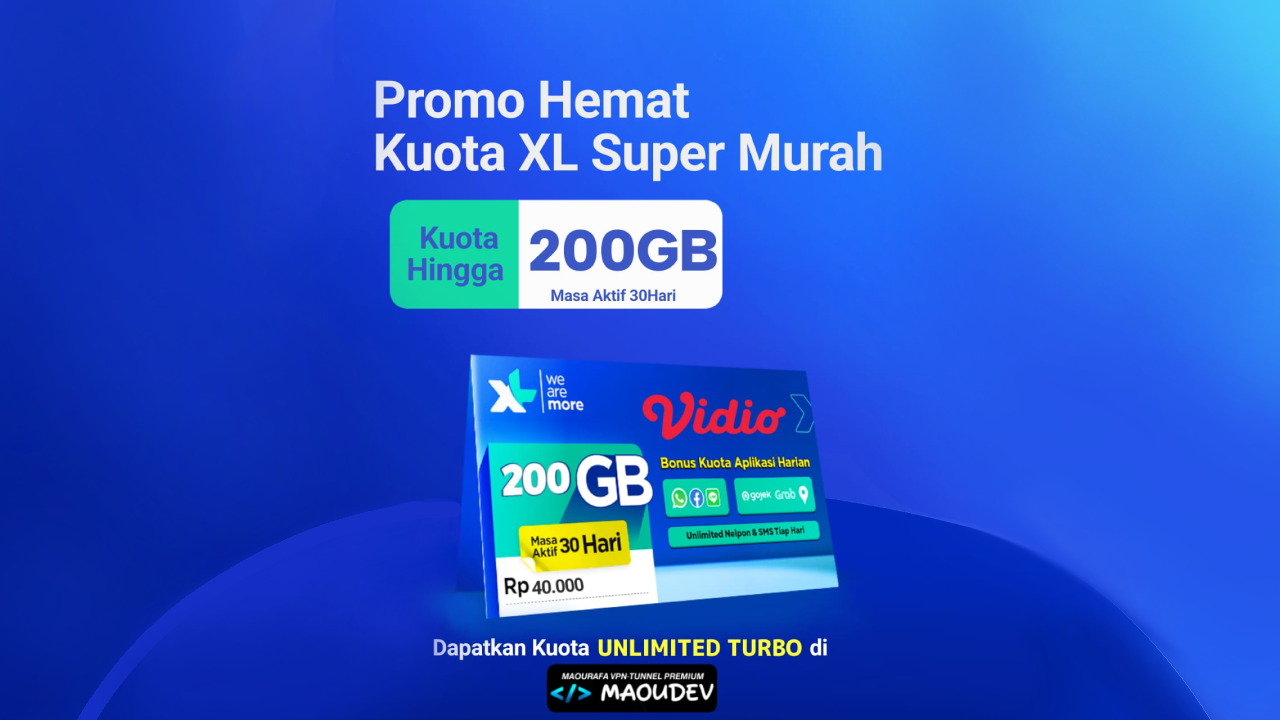 Promo Hemat
Kuota XL Super Murah
Kuota
Hingga
200GB
Masa Aktif 30Hari
XL
we
are
more
Vidio
200 GB
Masa
Aktif 30 Hari
Rp 40.000
Bonus Kuota Aplikasi Harian
LINE
gojek Grab
Unlimited Nelpon & SMS Tiap Hari
Dapatkan Kuota UNLIMITED TURBO di
MAOURAFA VPN-TUNNEL PREMIUM
</> MAOUDEV